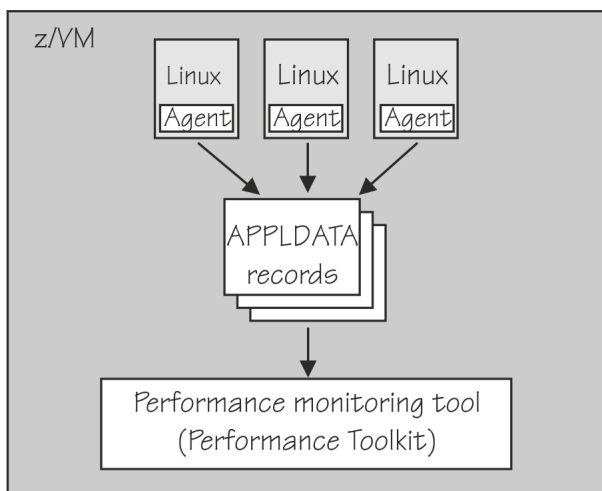 z/VM
Linux Linux Linux
Agent Agent Agent
APPLDATA
records
Performance monitoring tool
(Performance Toolkit)